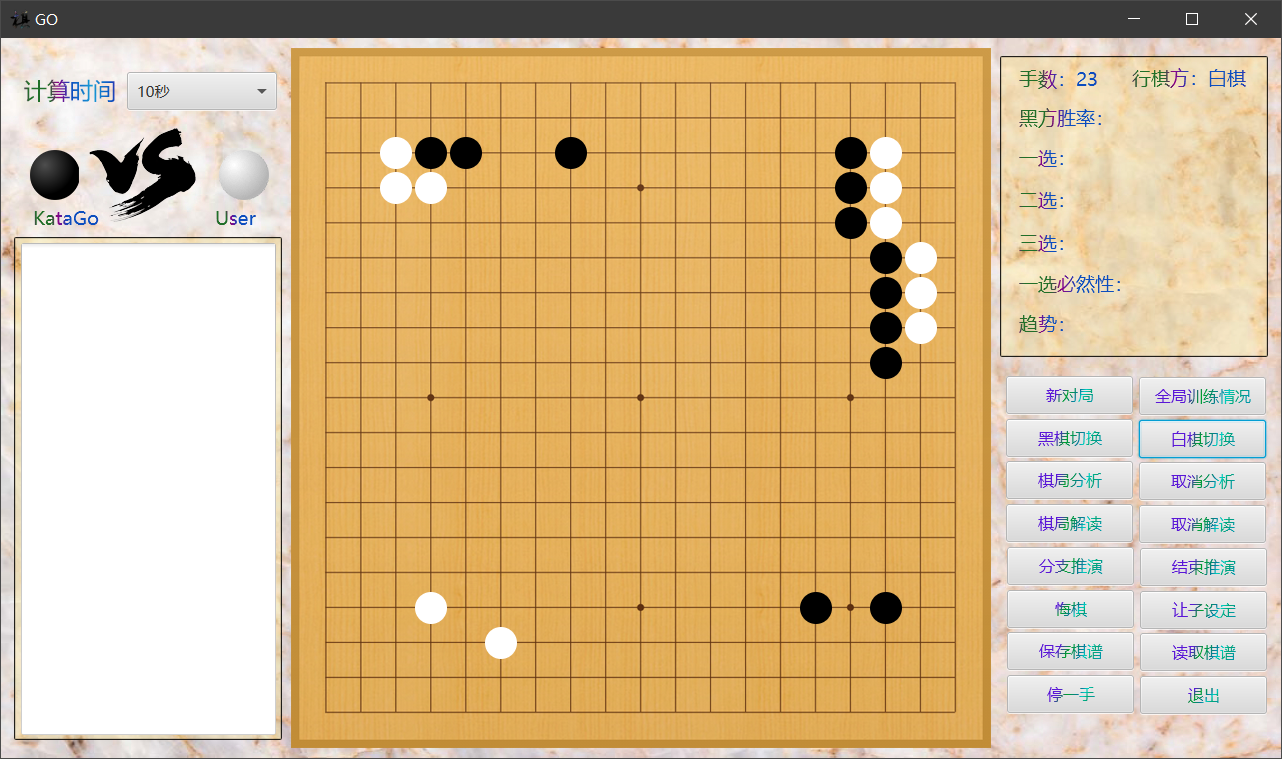 GO
计算时间 10秒
VS
KataGo User
手数: 23 行棋方: 白棋
黑方胜率:
一选:
二选:
三选:
一选必然性:
趋势:
新对局 全局训练情况
黑棋切换 白棋切换
棋局分析 取消分析
棋局解读 取消解读
分支推演 结束推演
悔棋 让子设定
保存棋谱 读取棋谱
停一手 退出